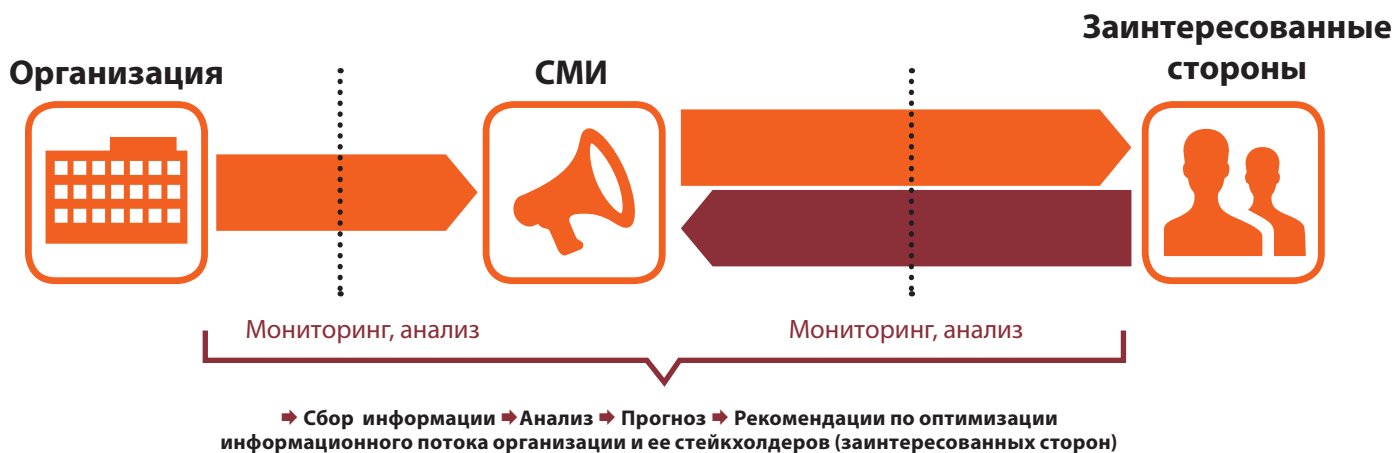 Организация
СМИ
Заинтересованные
стороны
Мониторинг, анализ
Мониторинг, анализ
➡ Сбор информации ➡ Анализ ➡ Прогноз ➡ Рекомендации по оптимизации
информационного потока организации и ее стейкхолдеров (заинтересованных сторон)